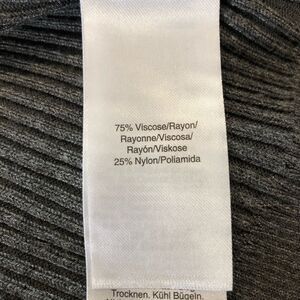 75% Viscose/Rayon/
Rayonne/Viscosa/
Rayón/Viskose
25% Nylon/Poliamida
Trocknen. Kühl Bügeln.